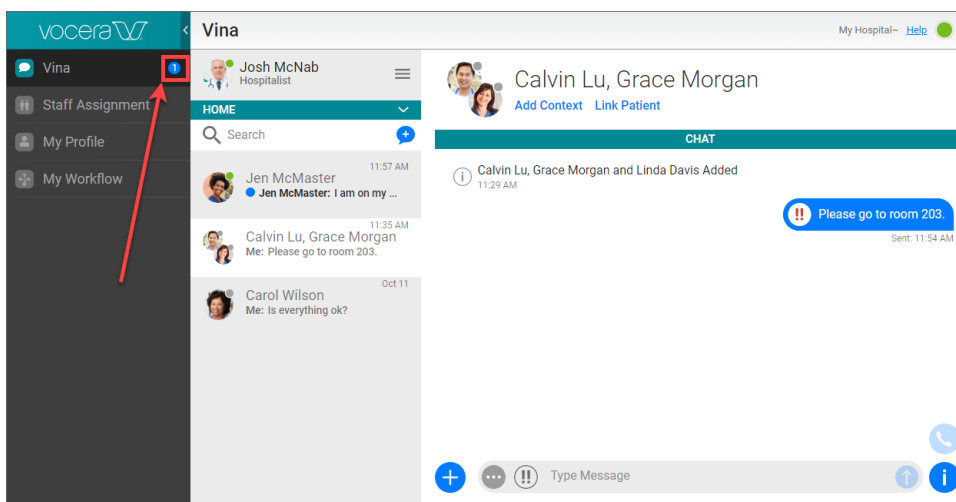 vocera
Vina
My Hospital~ Help
Vina
1
Staff Assignment
My Profile
My Workflow
Josh McNab
Hospitalist
HOME
Search
11:57 AM
Jen McMaster
Jen McMaster: I am on my ...
11:35 AM
Calvin Lu, Grace Morgan
Me: Please go to room 203.
Oct 11
Carol Wilson
Me: Is everything ok?
Calvin Lu, Grace Morgan
Add Context Link Patient
CHAT
Calvin Lu, Grace Morgan and Linda Davis Added
11:29 AM
!! Please go to room 203.
Sent: 11:54 AM
!! Type Message